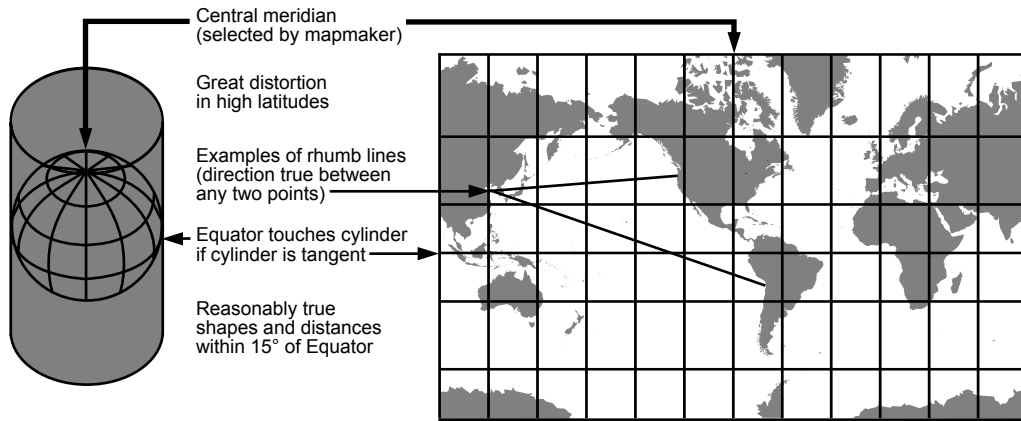 Central meridian
(selected by mapmaker)
Great distortion
in high latitudes
Examples of rhumb lines
(direction true between
any two points)
Equator touches cylinder
if cylinder is tangent
Reasonably true
shapes and distances
within 15° of Equator